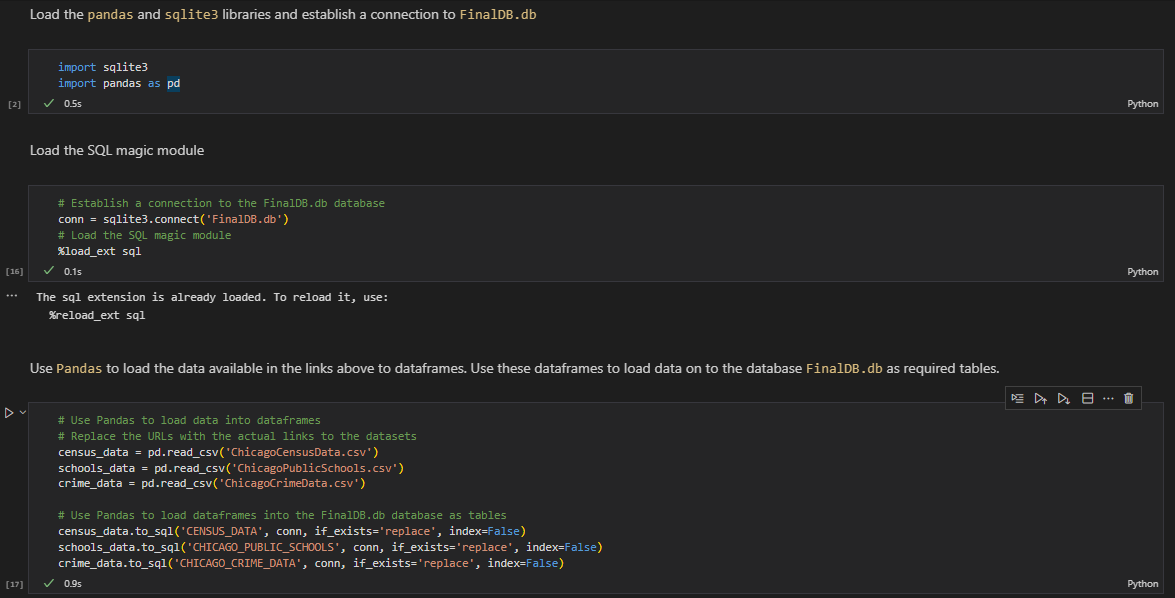 Load the pandas and sqlite3 libraries and establish a connection to FinalDB.db
import sqlite3
import pandas as pd
[2]
0.5s
Python
Load the SQL magic module
# Establish a connection to the FinalDB.db database
conn = sqlite3.connect('FinalDB.db')
# Load the SQL magic module
%load_ext sql
[16]
0.1s
Python
The sql extension is already loaded. To reload it, use:
%reload_ext sql
Use Pandas to load the data available in the links above to dataframes. Use these dataframes to load data on to the database FinalDB.db as required tables.
# Use Pandas to load data into dataframes
# Replace the URLs with the actual links to the datasets
census_data = pd.read_csv('ChicagoCensusData.csv')
schools_data = pd.read_csv('ChicagoPublicSchools.csv')
crime_data = pd.read_csv('ChicagoCrimeData.csv')
# Use Pandas to load dataframes into the FinalDB.db database as tables
census_data.to_sql('CENSUS_DATA', conn, if_exists='replace', index=False)
schools_data.to_sql('CHICAGO_PUBLIC_SCHOOLS', conn, if_exists='replace', index=False)
crime_data.to_sql('CHICAGO_CRIME_DATA', conn, if_exists='replace', index=False)
[17]
0.9s
Python